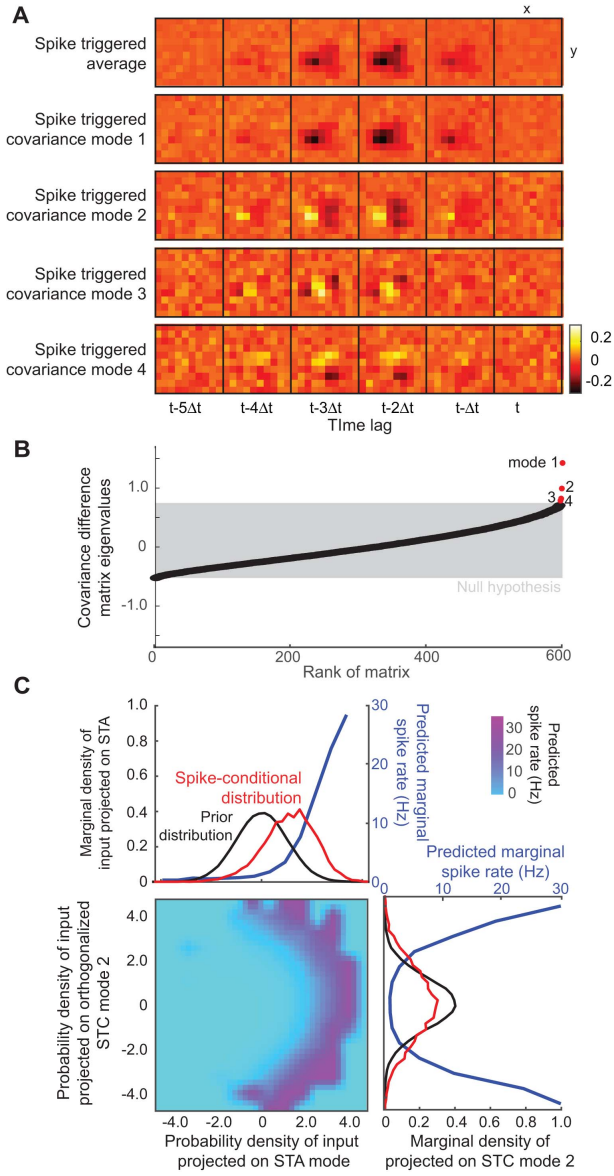 A
x
y
Spike triggered
average
Spike triggered
covariance mode 1
Spike triggered
covariance mode 2
Spike triggered
covariance mode 3
Spike triggered
covariance mode 4
0.2
0
-0.2
t-5Δt
t-4Δt
t-3Δt
t-2Δt
t-Δt
t
TIme lag
B
Covariance difference
matrix eigenvalues
1.0
0
-1.0
mode 1
2
3
4
Null hypothesis
0
200
400
600
Rank of matrix
C
Marginal density of
input projected on STA
1.0
0.8
0.6
0.4
0.2
0
Spike-conditional
distribution
Prior
distribution
30
20
10
0
Predicted marginal
spike rate (Hz)
30
20
10
0
Predicted
spike rate (Hz)
Predicted marginal
spike rate (Hz)
0
10
20
30
Probability density of input
projected on orthogonalized
STC mode 2
4.0
2.0
0
-2.0
-4.0
-4.0
-2.0
0
2.0
4.0
Probability density of input
projected on STA mode
0
0.2
0.4
0.6
0.8
1.0
Marginal density of
projected on STC mode 2